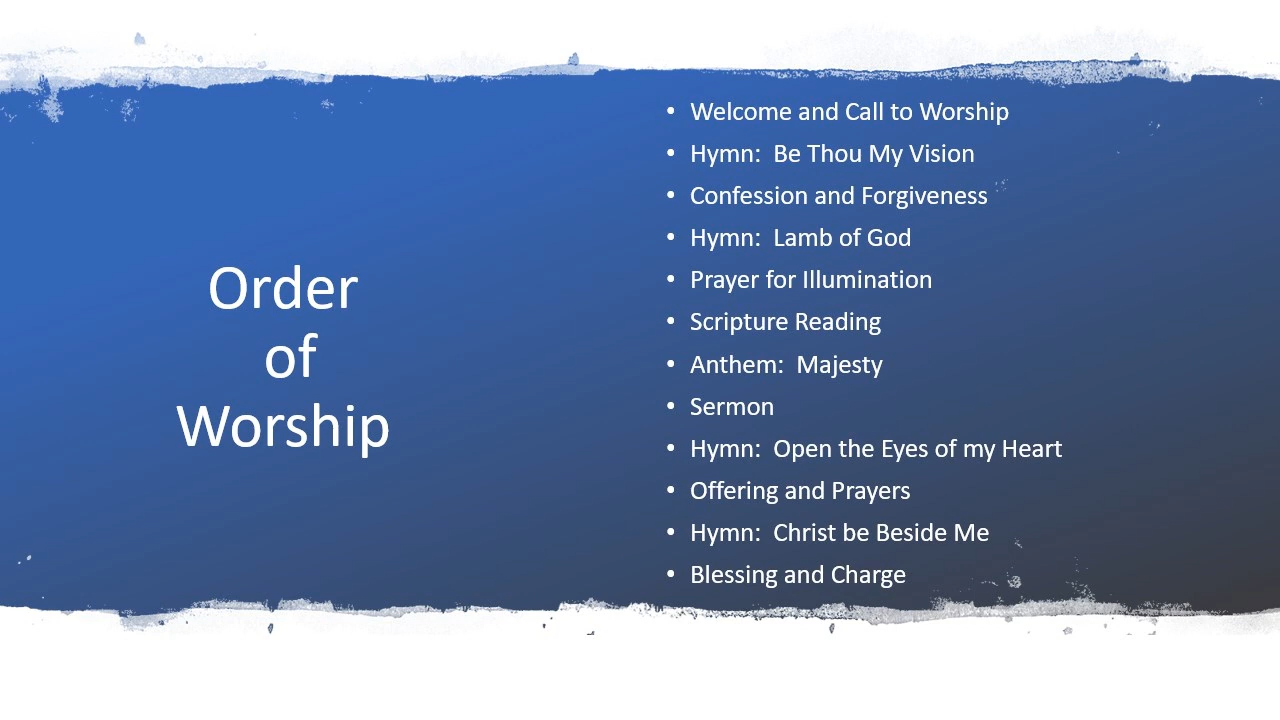 Order
of
Worship
• Welcome and Call to Worship
• Hymn:  Be Thou My Vision
• Confession and Forgiveness
• Hymn:  Lamb of God
• Prayer for Illumination
• Scripture Reading
• Anthem:  Majesty
• Sermon
• Hymn:  Open the Eyes of my Heart
• Offering and Prayers
• Hymn:  Christ be Beside Me
• Blessing and Charge